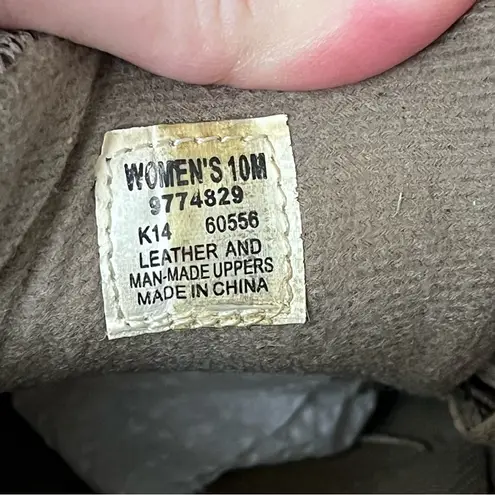 WOMEN'S 10M
9774829
K14 60556
LEATHER AND
MAN-MADE UPPERS
MADE IN CHINA